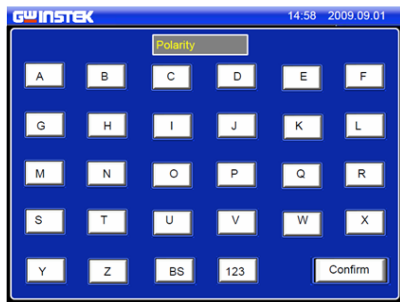 GWINSTEK 14:58 2009.09.01
Polarity
A B C D E F
G H I J K L
M N O P Q R
S T U V W X
Y Z BS 123 Confirm